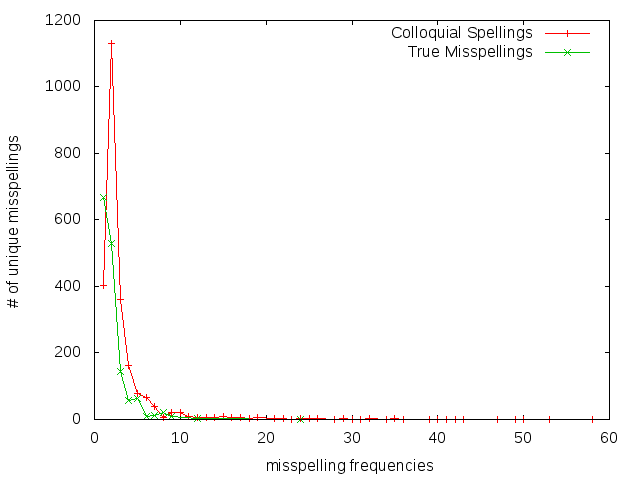 1200
1000
800
600
400
200
0
# of unique misspellings
Colloquial Spellings
True Misspellings
0 10 20 30 40 50 60
misspelling frequencies